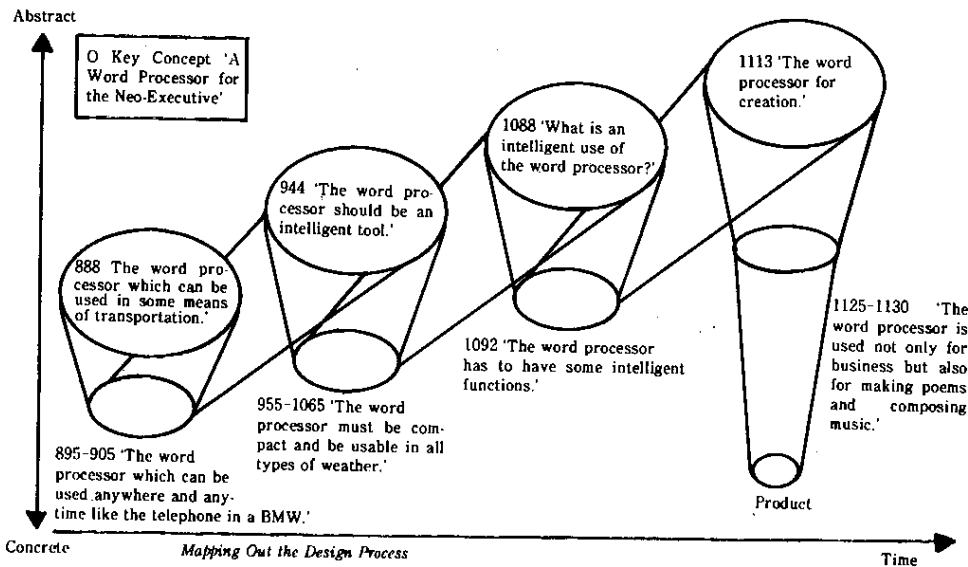 Abstract
O Key Concept 'A
Word Processor for
the Neo-Executive'
1113 'The word
processor for
creation.'
1088 'What is an
intelligent use of
the word processor?'
944 'The word pro-
cessor should be an
intelligent tool.'
888 The word pro-
cessor which can be
used in some means
of transportation.'
1125-1130 'The
word processor is
used not only for
business but also
for making poems
and composing
music.'
1092 'The word processor
has to have some intelligent
functions.'
955-1065 'The word
processor must be com-
pact and be usable in all
types of weather.'
895-905 'The word
processor which can be
used anywhere and any-
time like the telephone in a BMW.'
Product
Concrete
Mapping Out the Design Process
Time